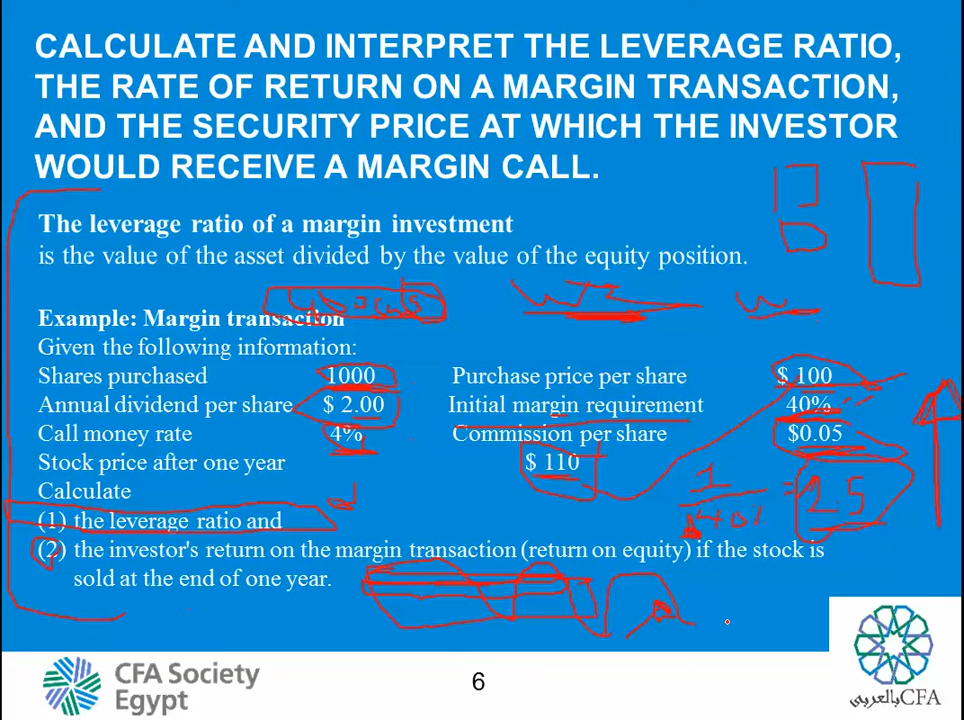 CALCULATE AND INTERPRET THE LEVERAGE RATIO,
THE RATE OF RETURN ON A MARGIN TRANSACTION,
AND THE SECURITY PRICE AT WHICH THE INVESTOR
WOULD RECEIVE A MARGIN CALL.
The leverage ratio of a margin investment
is the value of the asset divided by the value of the equity position.
Example: Margin transaction
Given the following information:
Shares purchased 1000 Purchase price per share $ 100
Annual dividend per share $ 2.00 Initial margin requirement 40%
Call money rate 4% Commission per share $0.05
Stock price after one year $ 110
Calculate
(1) the leverage ratio and
1
40% = 2.5
(2) the investor's return on the margin transaction (return on equity) if the stock is
sold at the end of one year.
CFA Society
Egypt
6
CFA بالعربي